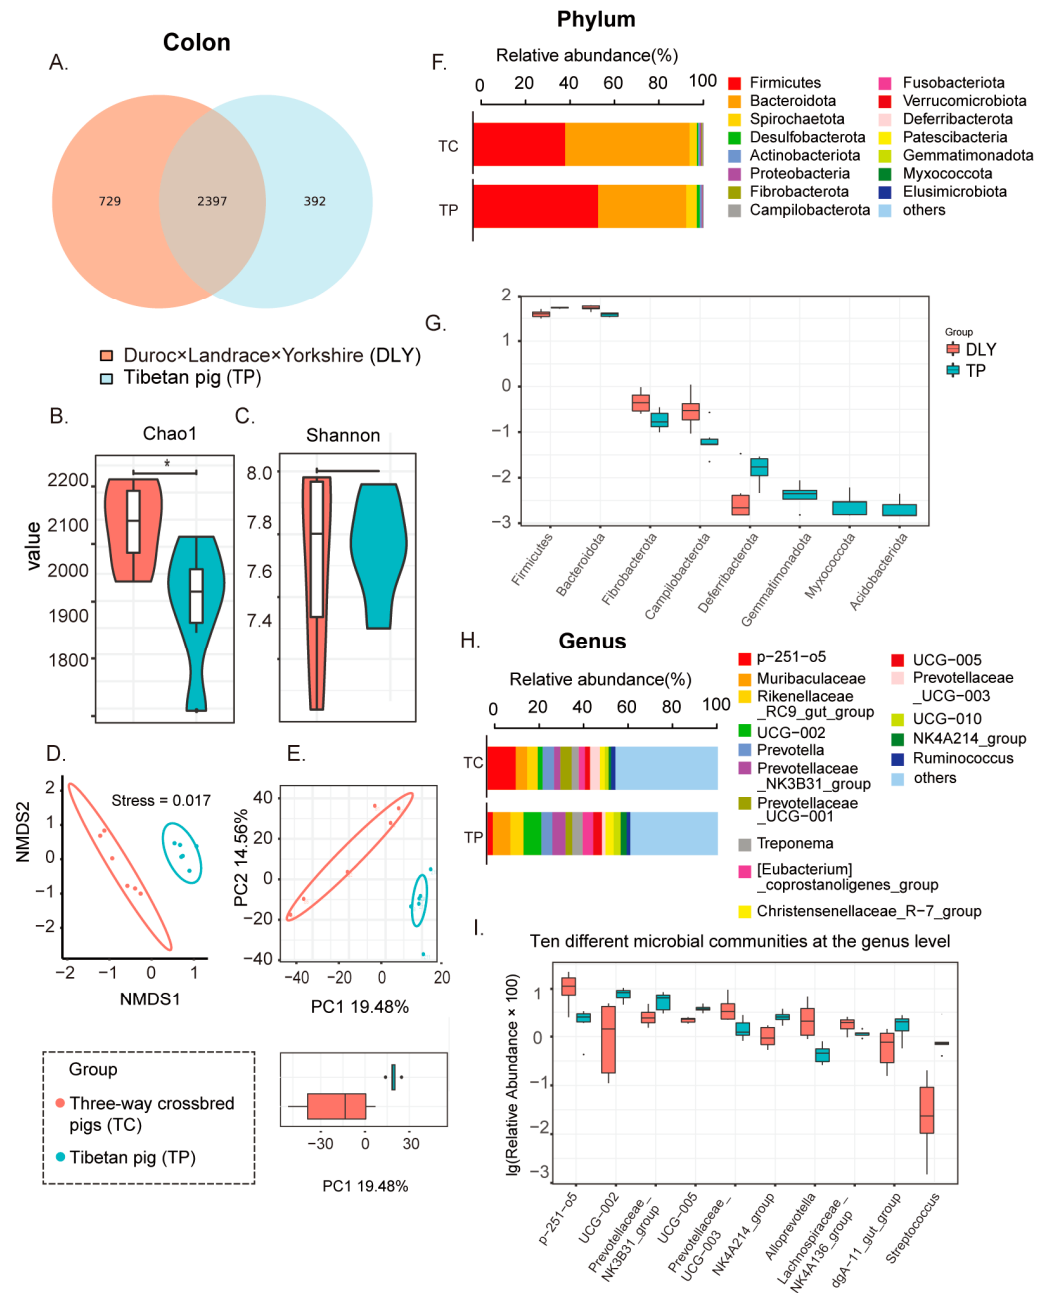 Colon
A.
729
2397
392
Duroc×Landrace×Yorkshire (DLY)
Tibetan pig (TP)
B.
Chao1
*
value
2200
2100
2000
1900
1800
C.
Shannon
8.0
7.8
7.6
7.4
D.
Stress = 0.017
NMDS2
2
1
0
−1
−2
−2
−1
0
1
NMDS1
E.
PC2 14.56%
40
20
0
−20
−40
−40
−20
0
20
PC1 19.48%
Group
Three-way crossbred
pigs (TC)
Tibetan pig (TP)
−30
0
30
PC1 19.48%
Phylum
F.
Relative abundance(%)
0
20
40
60
80
100
TC
TP
Firmicutes
Bacteroidota
Spirochaetota
Desulfobacterota
Actinobacteriota
Proteobacteria
Fibrobacterota
Campilobacterota
Fusobacteriota
Verrucomicrobiota
Deferribacterota
Patescibacteria
Gemmatimonadota
Myxococcota
Elusimicrobiota
others
G.
2
1
0
−1
−2
−3
Firmicutes
Bacteroidota
Fibrobacterota
Campilobacterota
Deferribacterota
Gemmatimonadota
Myxococcota
Acidobacteriota
Group
DLY
TP
H.
Genus
Relative abundance(%)
0
20
40
60
80
100
TC
TP
p−251−o5
Muribaculaceae
Rikenellaceae
_RC9_gut_group
UCG−002
Prevotella
Prevotellaceae
_NK3B31_group
Prevotellaceae
_UCG−001
Treponema
[Eubacterium]
_coprostanoligenes_group
Christensenellaceae_R−7_group
UCG−005
Prevotellaceae
_UCG−003
UCG−010
NK4A214_group
Ruminococcus
others
I.
Ten different microbial communities at the genus level
lg(Relative Abundance × 100)
1
0
−1
−2
−3
p−251−o5
UCG−002
Prevotellaceae_
NK3B31_group
UCG−005
Prevotellaceae_
UCG−003
NK4A214_group
Alloprevotella
Lachnospiraceae_
NK4A136_group
dgA−11_gut_group
Streptococcus